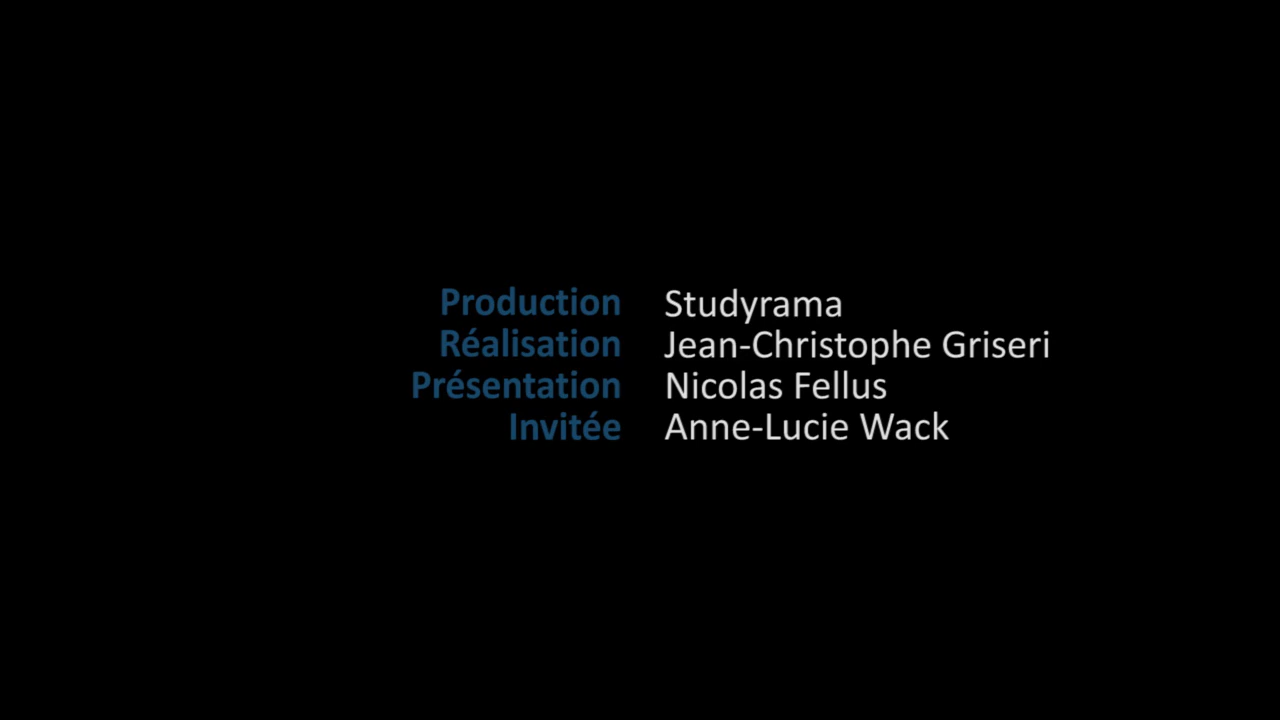 Production Studyrama
Réalisation Jean-Christophe Griseri
Présentation Nicolas Fellus
Invitée Anne-Lucie Wack